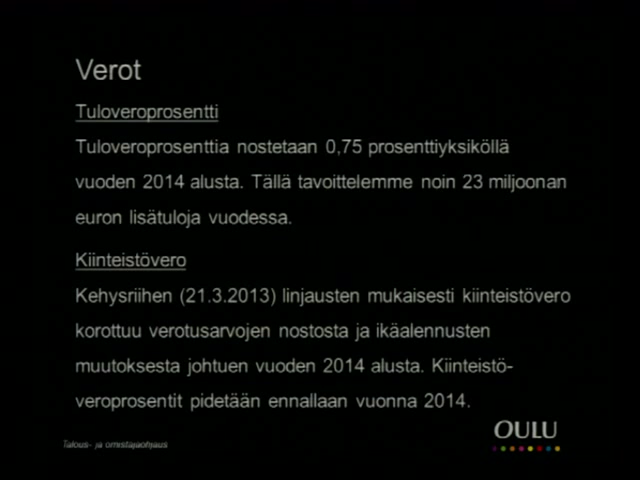 Verot
Tuloveroprosentti
Tuloveroprosenttia nostetaan 0,75 prosenttiyksiköllä
vuoden 2014 alusta. Tällä tavoittelemme noin 23 miljoonan
euron lisätuloja vuodessa.
Kiinteistövero
Kehysriihen (21.3.2013) linjausten mukaisesti kiinteistövero
korottuu verotusarvojen nostosta ja ikäalennusten
muutoksesta johtuen vuoden 2014 alusta. Kiinteistö-
veroprosentit pidetään ennallaan vuonna 2014.
Talous- ja omistajaohjaus
OULU